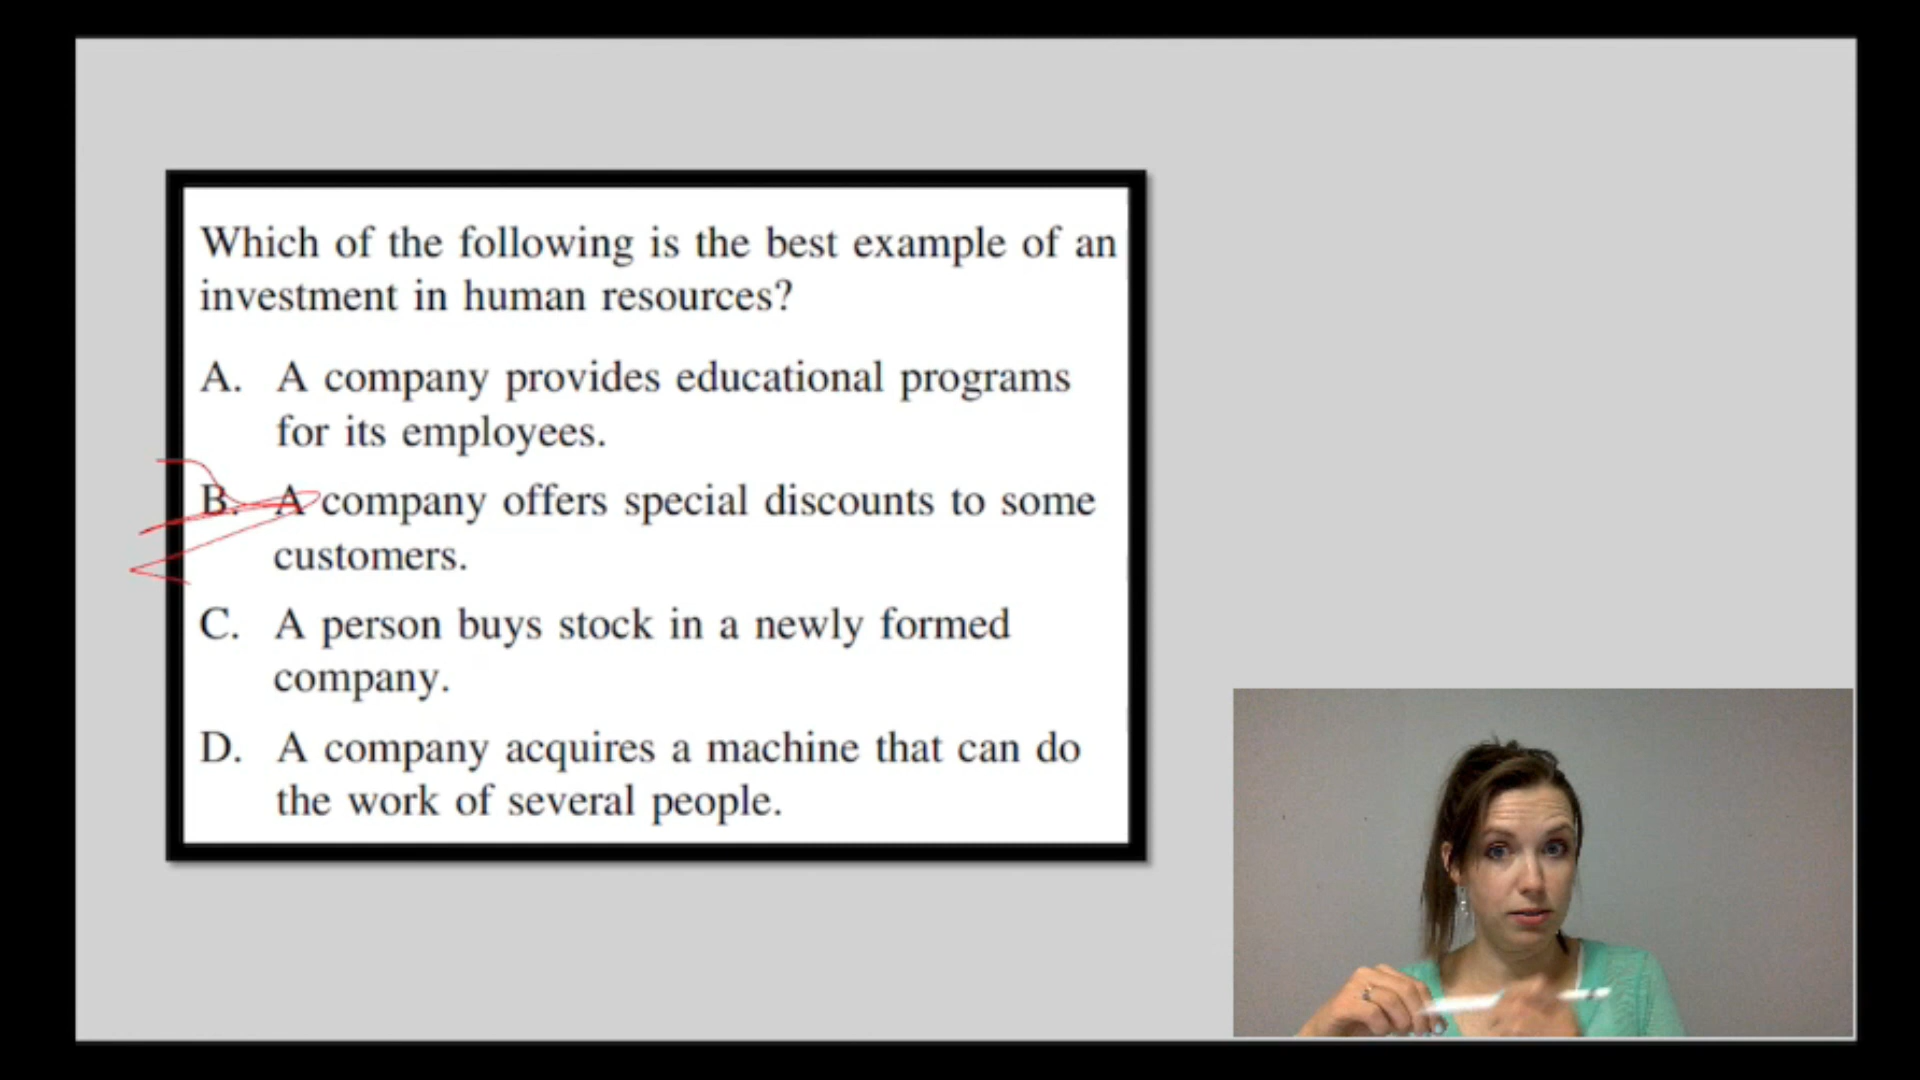 Which of the following is the best example of an
investment in human resources?
A. A company provides educational programs
for its employees.
B. A company offers special discounts to some
customers.
C. A person buys stock in a newly formed
company.
D. A company acquires a machine that can do
the work of several people.